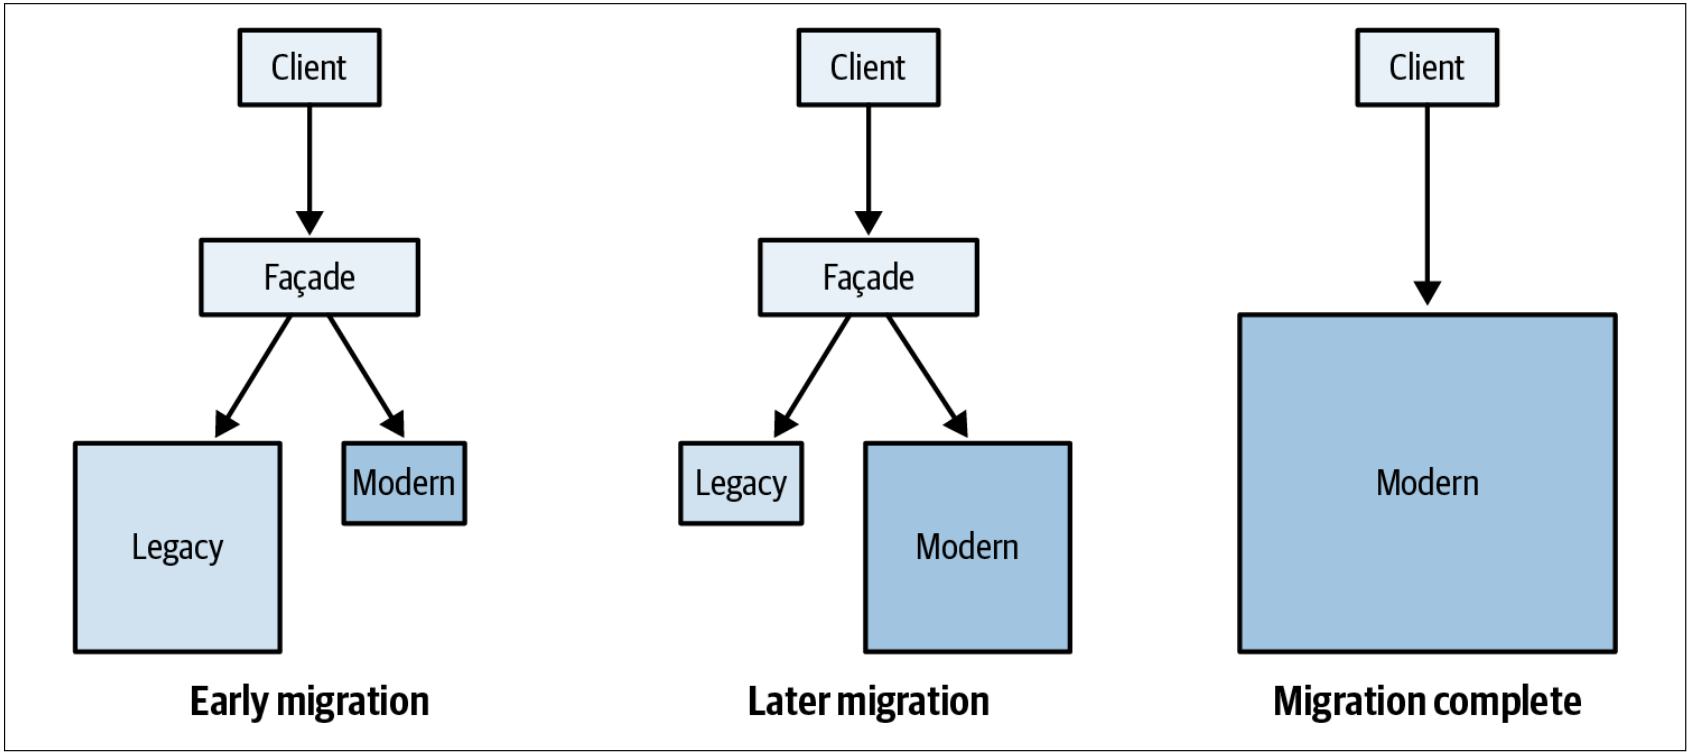 Client
Client
Client
Façade
Façade
Legacy
Modern
Legacy
Modern
Modern
Early migration
Later migration
Migration complete